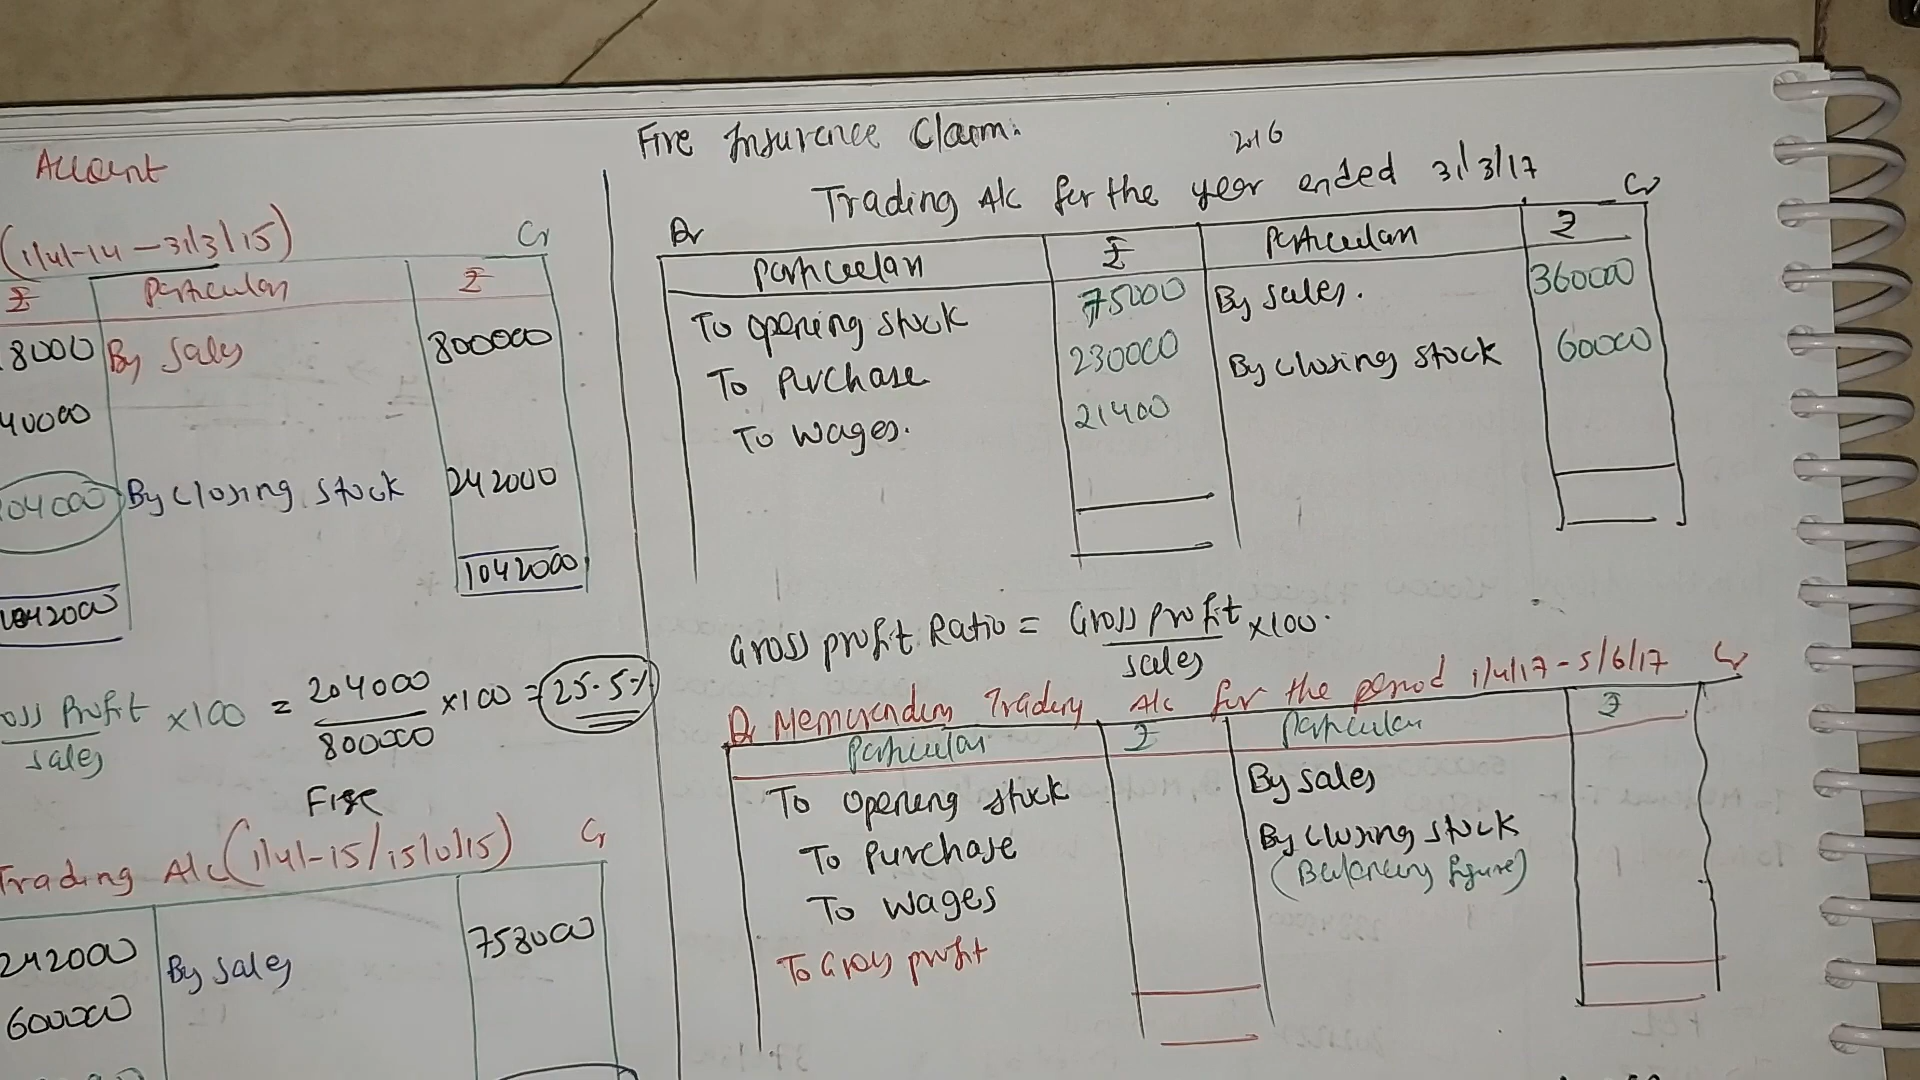 Account
(1/4/-14 - 31/3/15)
Cr
₹ Particular ₹
8000 By Sales 800000
40000
204000 By Closing Stock 242000
1042000 1042000
Gross Profit x100 = 204000 x100 = 25.5%
sales 800000
Fire
Trading A/c (1/4/-15/15/0/15) Cr
242000 By Sales 758000
600000
Fire Insurence Claim:
2016
Trading A/c for the year ended 31/3/17
Dr Cr
Particular ₹ Particular ₹
To opening stock 75000 By Sales. 360000
To Purchase 230000 By closing stock 60000
To Wages. 21400
Gross profit Ratio = Gross profit x100.
sales
Dr Memorendum Trading A/c for the period 1/4/17-5/6/17 Cr
Particular ₹ Particular ₹
To opening stock By Sales
To Purchase By Closing stock
(Balancing figure)
To Wages
To Gross profit